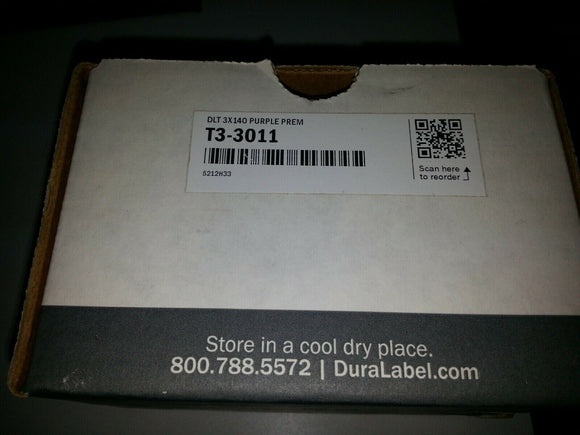 DLT 3X140 PURPLE PREM
T3-3011
5212H33
Scan here
to reorder
Store in a cool dry place.
800.788.5572 | DuraLabel.com